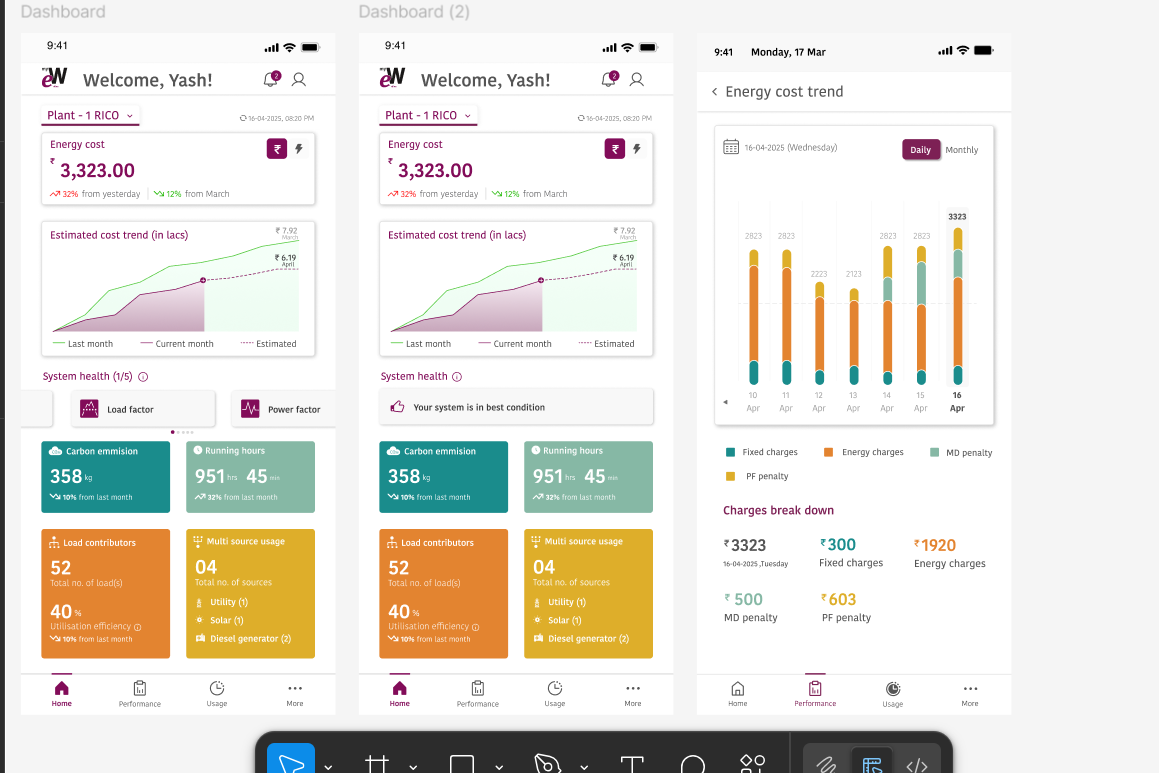 Dashboard
9:41
my eW
Welcome, Yash!
2
Plant - 1 RICO
16-04-2025, 08:20 PM
Energy cost
₹
₹ 3,323.00
32% from yesterday
12% from March
Estimated cost trend (in lacs)
₹ 7.92
March
₹ 6.19
April
Last month
Current month
Estimated
System health (1/5)
Load factor
Power factor
Carbon emmision
358 kg
10% from last month
Running hours
951 hrs 45 min
32% from last month
Load contributors
52
Total no. of load(s)
40 %
Utilisation efficiency
10% from last month
Multi source usage
04
Total no. of sources
Utility (1)
Solar (1)
Diesel generator (2)
Home
Performance
Usage
More
Dashboard (2)
9:41
my eW
Welcome, Yash!
2
Plant - 1 RICO
16-04-2025, 08:20 PM
Energy cost
₹
₹ 3,323.00
32% from yesterday
12% from March
Estimated cost trend (in lacs)
₹ 7.92
March
₹ 6.19
April
Last month
Current month
Estimated
System health
Your system is in best condition
Carbon emmision
358 kg
10% from last month
Running hours
951 hrs 45 min
32% from last month
Load contributors
52
Total no. of load(s)
40 %
Utilisation efficiency
10% from last month
Multi source usage
04
Total no. of sources
Utility (1)
Solar (1)
Diesel generator (2)
Home
Performance
Usage
More
9:41 Monday, 17 Mar
Energy cost trend
16-04-2025 (Wednesday)
Daily
Monthly
2823 2823 2223 2123 2823 2823 3323
10 11 12 13 14 15 16
Apr Apr Apr Apr Apr Apr Apr
Fixed charges
Energy charges
MD penalty
PF penalty
Charges break down
₹3323
16-04-2025 ,Tuesday
₹300
Fixed charges
₹1920
Energy charges
₹ 500
MD penalty
₹603
PF penalty
Home
Performance
Usage
More